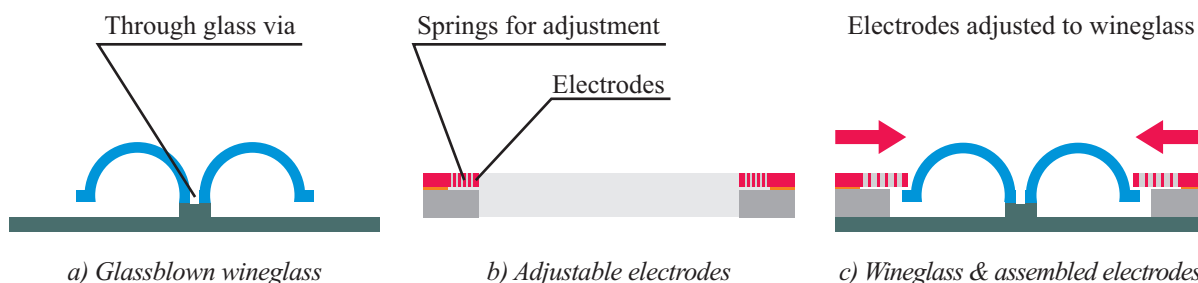 Through glass via
Springs for adjustment
Electrodes
Electrodes adjusted to wineglass
a) Glassblown wineglass
b) Adjustable electrodes
c) Wineglass & assembled electrodes